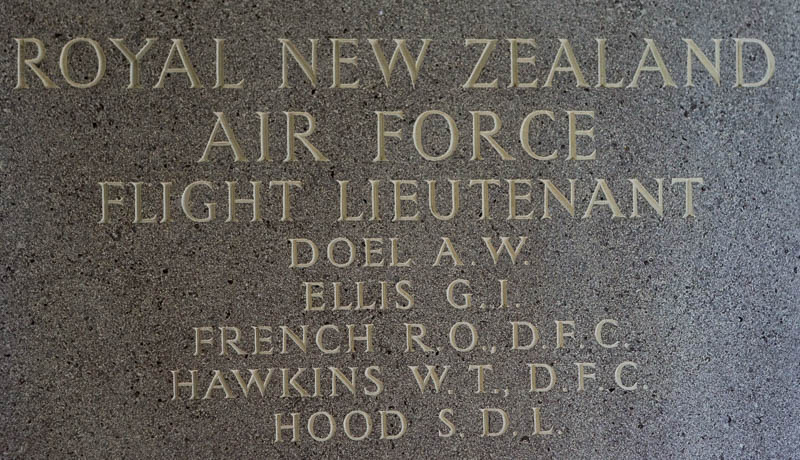 ROYAL NEW ZEALAND
AIR FORCE
FLIGHT LIEUTENANT
DOEL A.W.
ELLIS G.I.
FRENCH R.O., D.F.C.
HAWKINS W.T., D.F.C.
HOOD S.D.L.